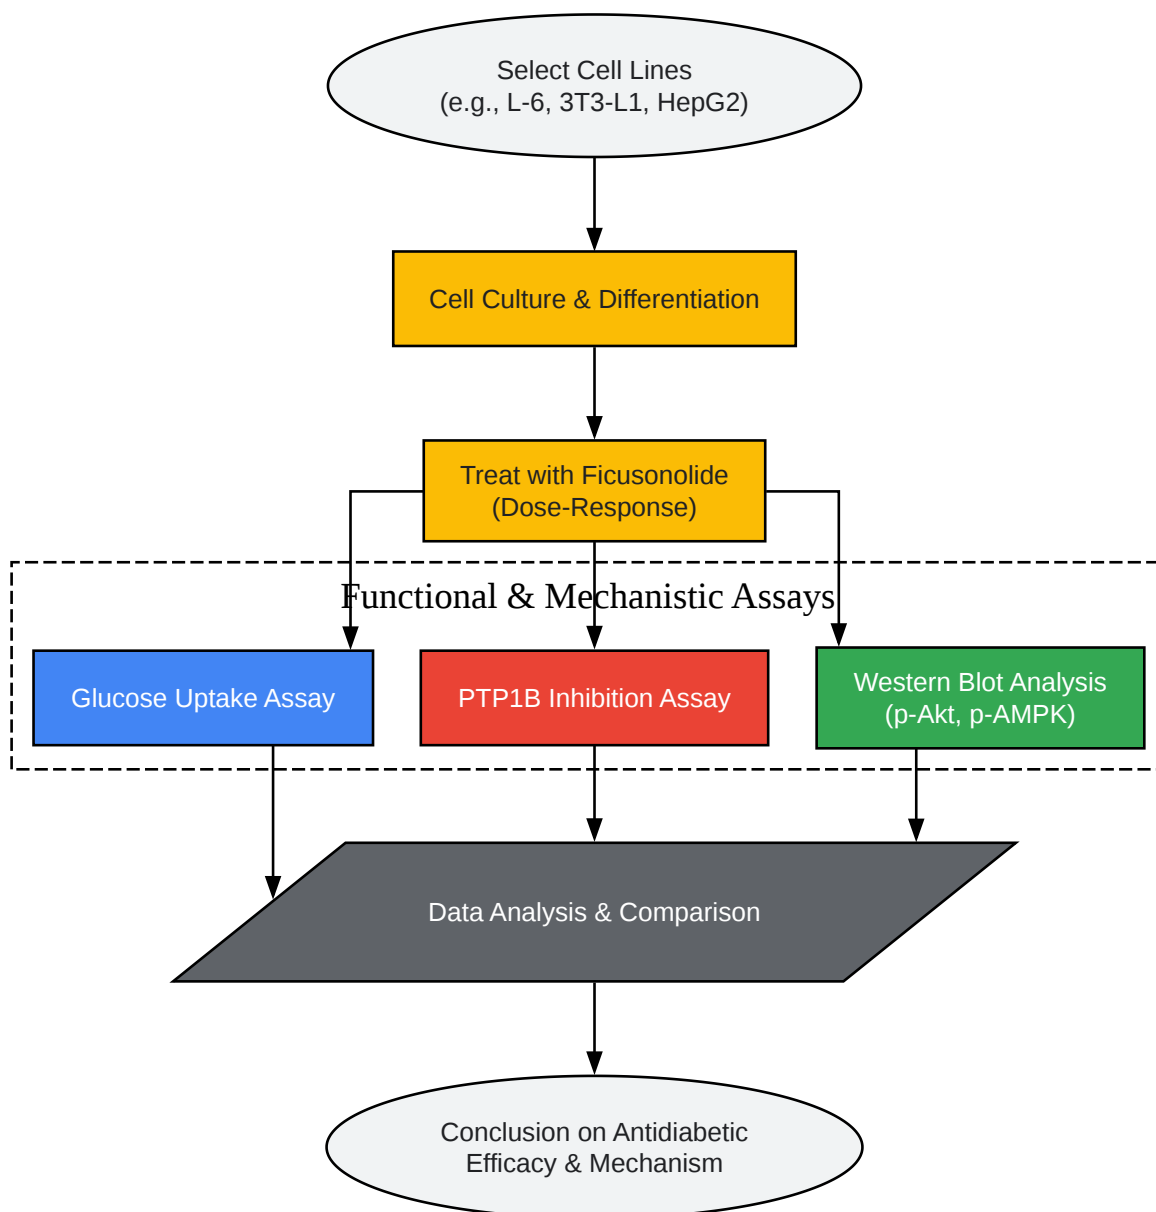 Select Cell Lines
(e.g., L-6, 3T3-L1, HepG2)
Cell Culture & Differentiation
Treat with Ficusonolide
(Dose-Response)
Functional & Mechanistic Assays
Glucose Uptake Assay
PTP1B Inhibition Assay
Western Blot Analysis
(p-Akt, p-AMPK)
Data Analysis & Comparison
Conclusion on Antidiabetic
Efficacy & Mechanism